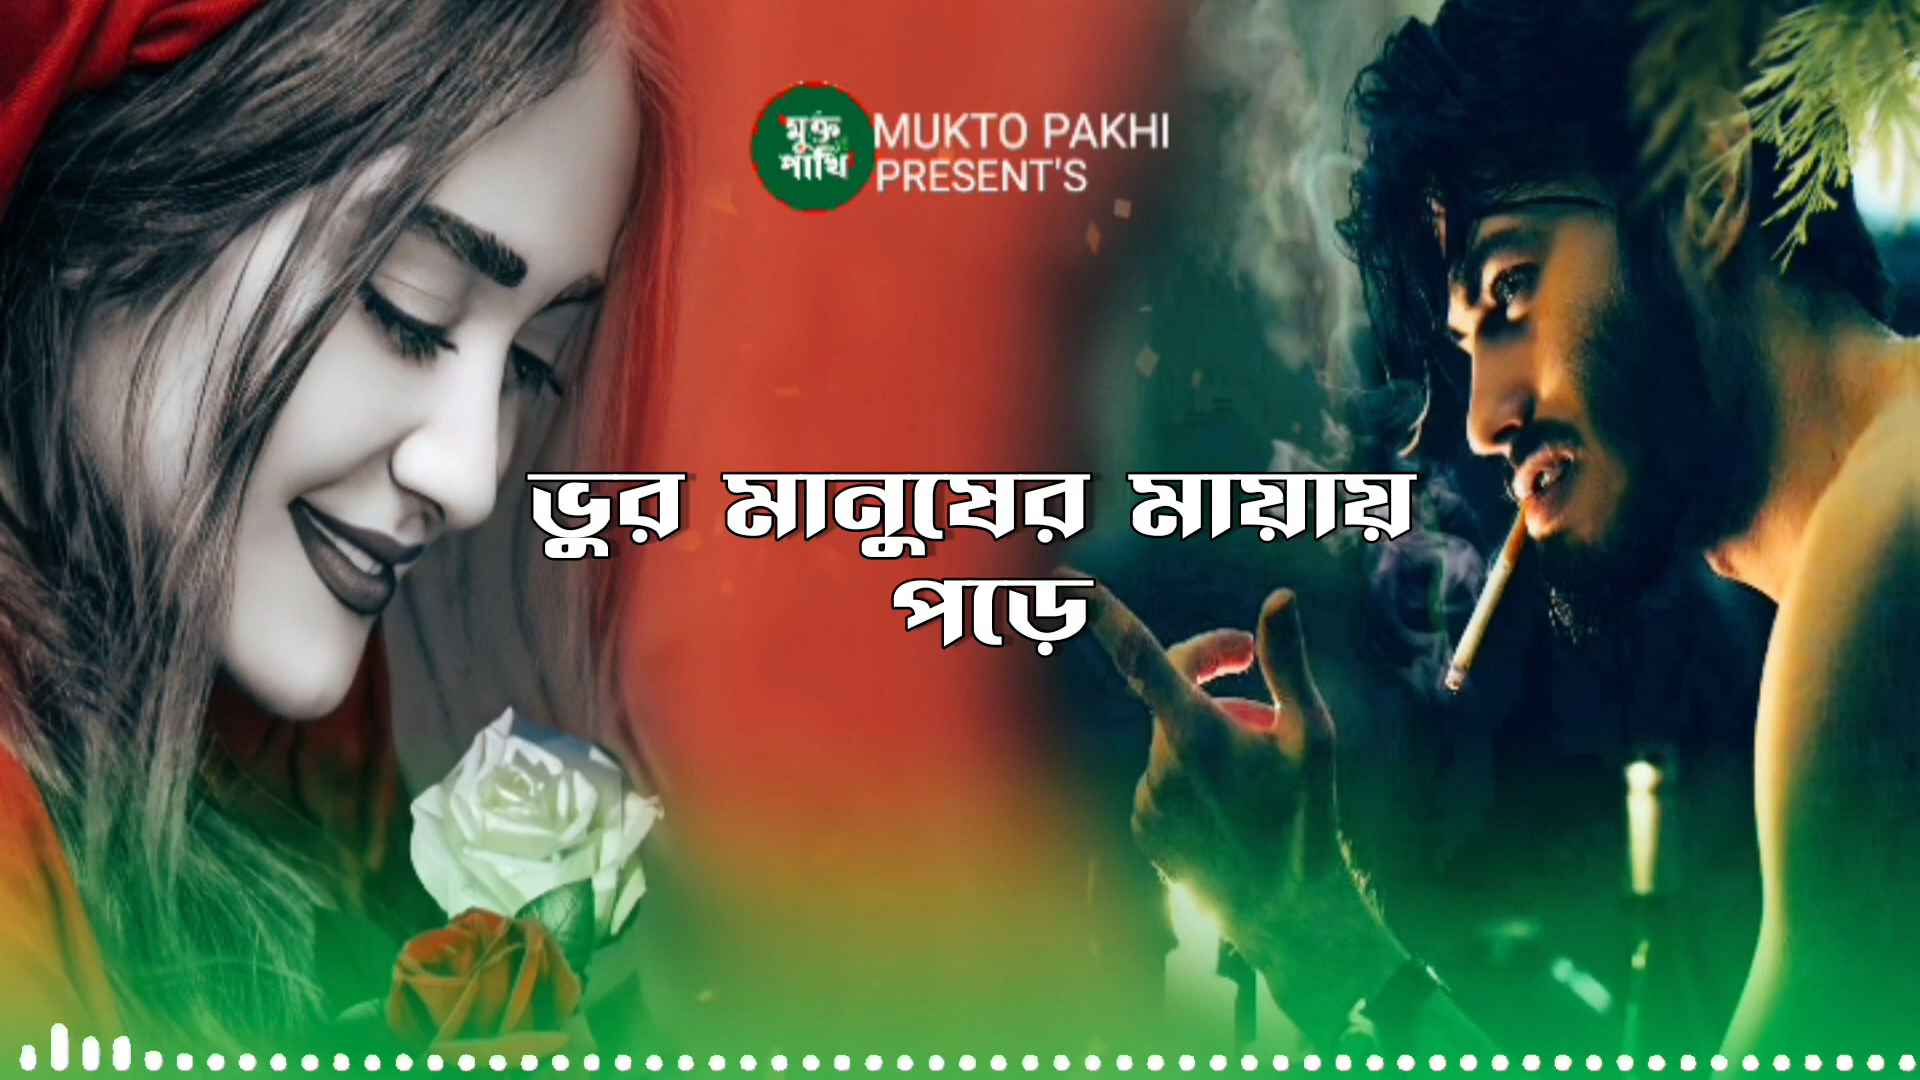 মুক্ত
পাখি
MUKTO PAKHI
PRESENT'S
ভুর মানুষের মায়ায়
পড়ে